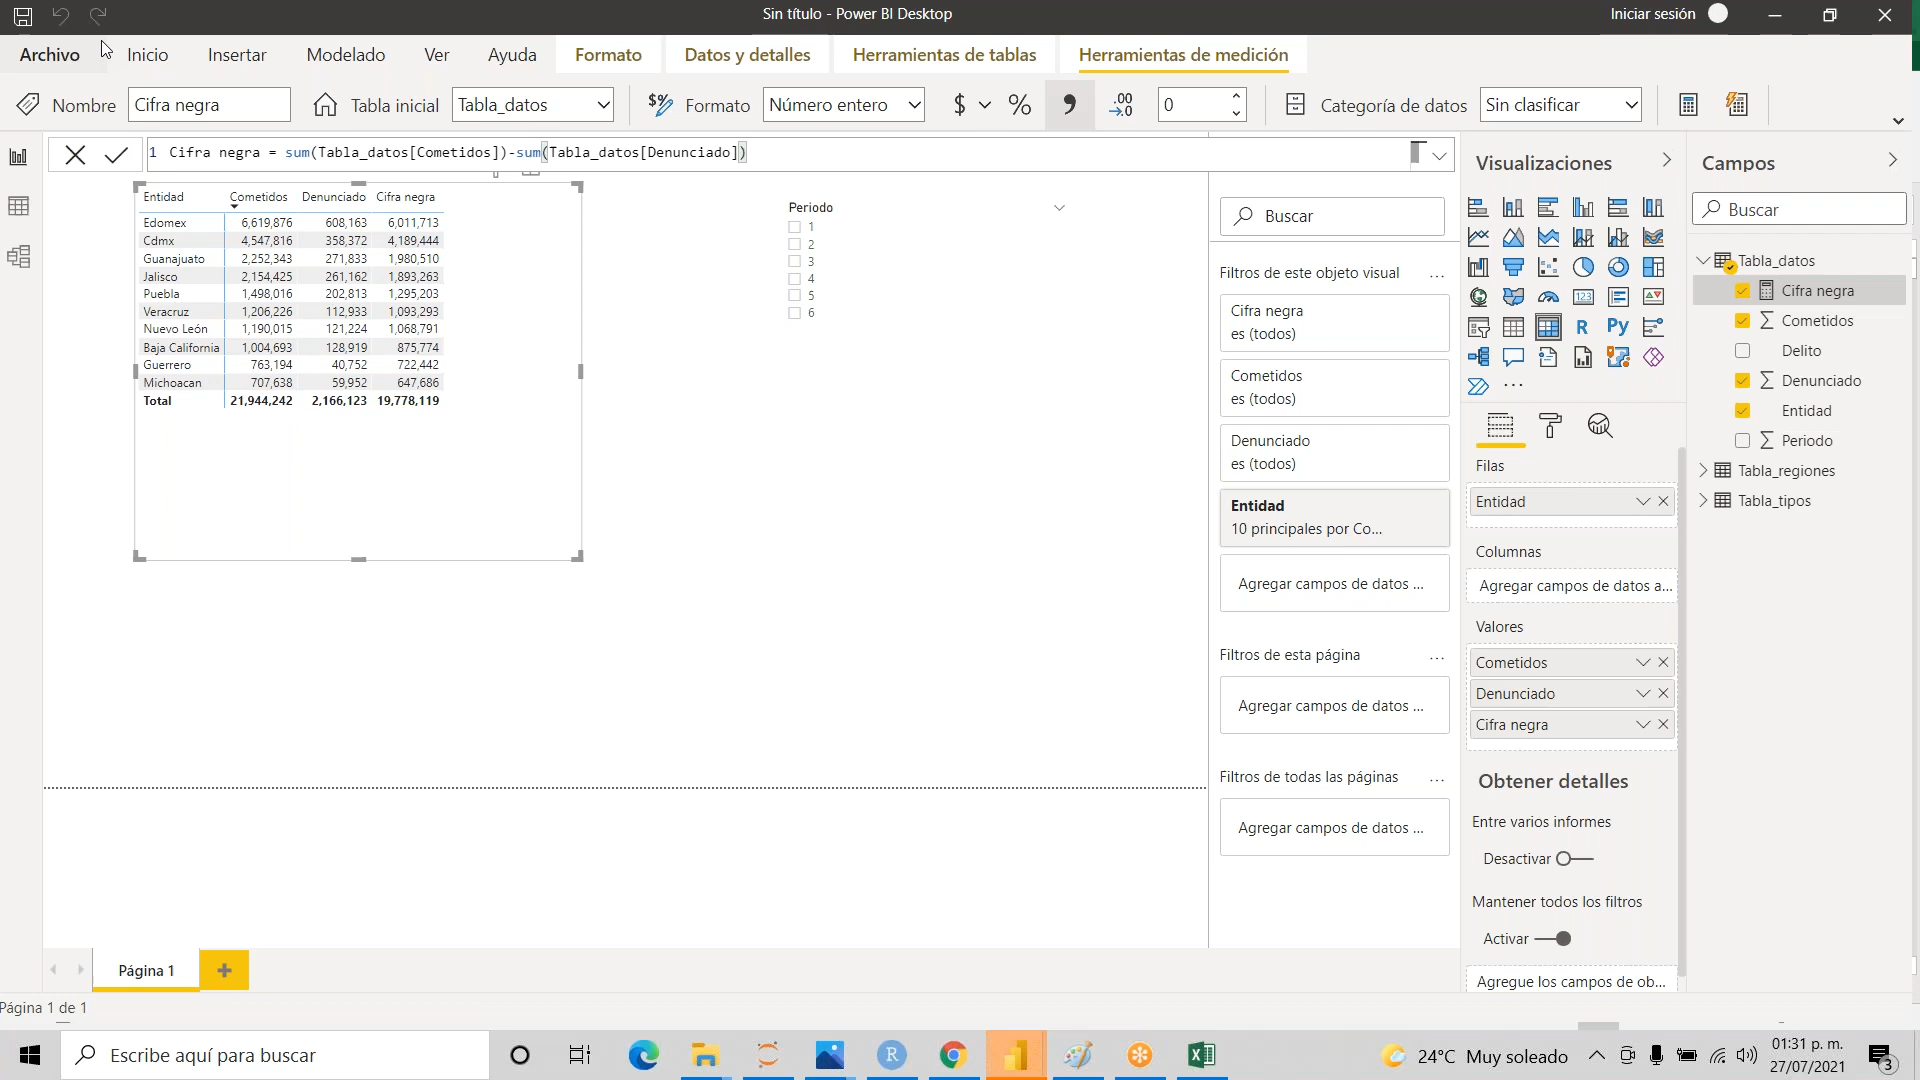 Sin título - Power BI Desktop
Iniciar sesión
Archivo
Inicio
Insertar
Modelado
Ver
Ayuda
Formato
Datos y detalles
Herramientas de tablas
Herramientas de medición
Nombre
Cifra negra
Tabla inicial
Tabla_datos
Formato
Número entero
$
%
,00
→0
0
Categoría de datos
Sin clasificar
1 Cifra negra = sum(Tabla_datos[Cometidos])-sum(Tabla_datos[Denunciado])
Entidad Cometidos Denunciado Cifra negra
Edomex 6,619,876 608,163 6,011,713
Cdmx 4,547,816 358,372 4,189,444
Guanajuato 2,252,343 271,833 1,980,510
Jalisco 2,154,425 261,162 1,893,263
Puebla 1,498,016 202,813 1,295,203
Veracruz 1,206,226 112,933 1,093,293
Nuevo León 1,190,015 121,224 1,068,791
Baja California 1,004,693 128,919 875,774
Guerrero 763,194 40,752 722,442
Michoacan 707,638 59,952 647,686
Total 21,944,242 2,166,123 19,778,119
Periodo
1
2
3
4
5
6
Buscar
Filtros de este objeto visual ...
Cifra negra
es (todos)
Cometidos
es (todos)
Denunciado
es (todos)
Entidad
10 principales por Co...
Agregar campos de datos ...
Filtros de esta página ...
Agregar campos de datos ...
Filtros de todas las páginas ...
Agregar campos de datos ...
Visualizaciones
R
Py
...
Filas
Entidad
Columnas
Agregar campos de datos a...
Valores
Cometidos
Denunciado
Cifra negra
Obtener detalles
Entre varios informes
Desactivar
Mantener todos los filtros
Activar
Agregue los campos de ob...
Campos
Buscar
Tabla_datos
Cifra negra
Cometidos
Delito
Denunciado
Entidad
Periodo
Tabla_regiones
Tabla_tipos
Página 1
Página 1 de 1
Escribe aquí para buscar
R
24°C Muy soleado
01:31 p. m.
27/07/2021
3